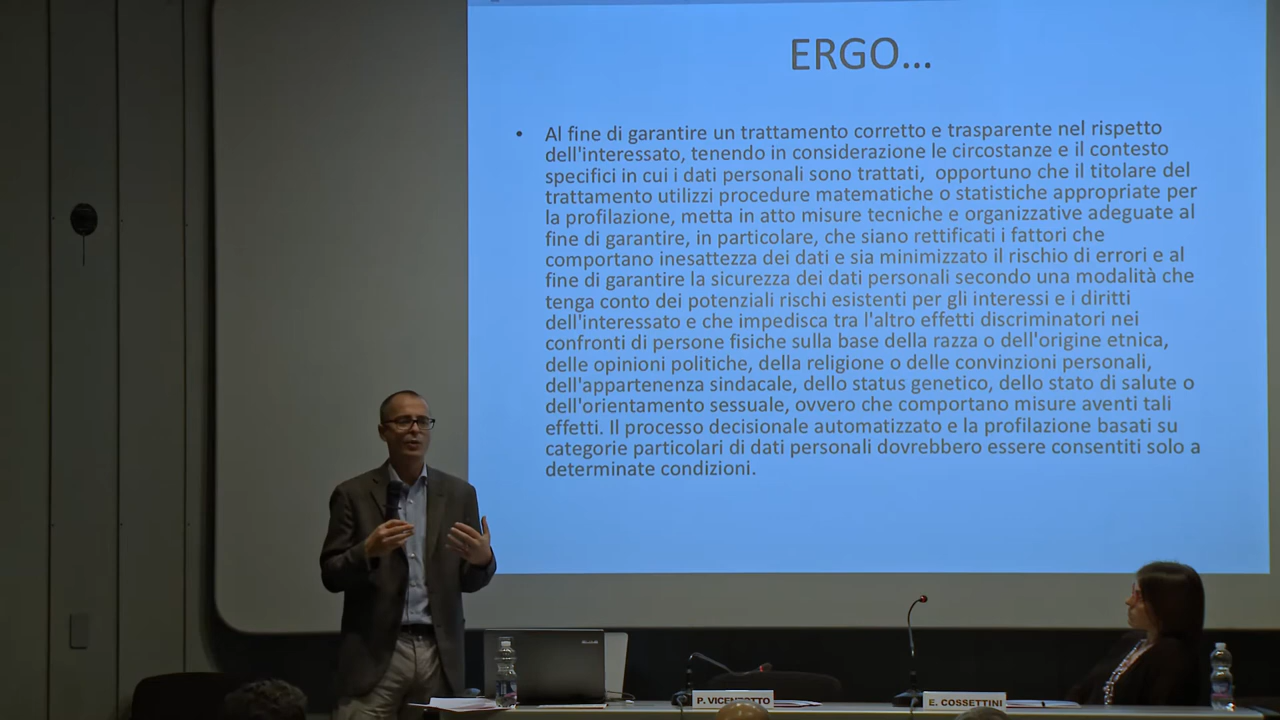 ERGO...
• Al fine di garantire un trattamento corretto e trasparente nel rispetto
dell'interessato, tenendo in considerazione le circostanze e il contesto
specifici in cui i dati personali sono trattati, opportuno che il titolare del
trattamento utilizzi procedure matematiche o statistiche appropriate per
la profilazione, metta in atto misure tecniche e organizzative adeguate al
fine di garantire, in particolare, che siano rettificati i fattori che
comportano inesattezza dei dati e sia minimizzato il rischio di errori e al
fine di garantire la sicurezza dei dati personali secondo una modalità che
tenga conto dei potenziali rischi esistenti per gli interessi e i diritti
dell'interessato e che impedisca tra l'altro effetti discriminatori nei
confronti di persone fisiche sulla base della razza o dell'origine etnica,
delle opinioni politiche, della religione o delle convinzioni personali,
dell'appartenenza sindacale, dello status genetico, dello stato di salute o
dell'orientamento sessuale, ovvero che comportano misure aventi tali
effetti. Il processo decisionale automatizzato e la profilazione basati su
categorie particolari di dati personali dovrebbero essere consentiti solo a
determinate condizioni.
P. VICENZOTTO
E. COSSETTINI